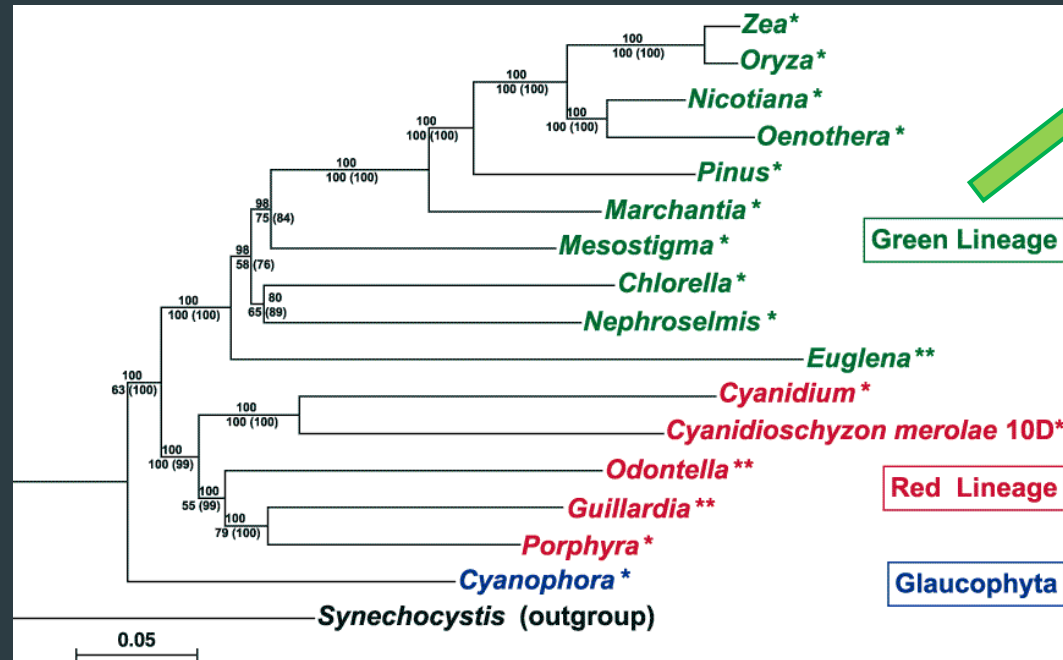 Zea*
100
100 (100)
Oryza*
100
100 (100)
Nicotiana*
100
100 (100)
Oenothera*
100
100 (100)
Pinus*
100
100 (100)
Marchantia*
98
75 (84)
Mesostigma*
Green Lineage
98
58 (76)
Chlorella*
80
65 (89)
Nephroselmis*
100
100 (100)
Euglena**
100
63 (100)
Cyanidium*
100
100 (100)
Cyanidioschyzon merolae 10D*
100
100 (99)
Odontella**
Red Lineage
100
55 (99)
Guillardia**
100
79 (100)
Porphyra*
Cyanophora*
Glaucophyta
Synechocystis (outgroup)
0.05